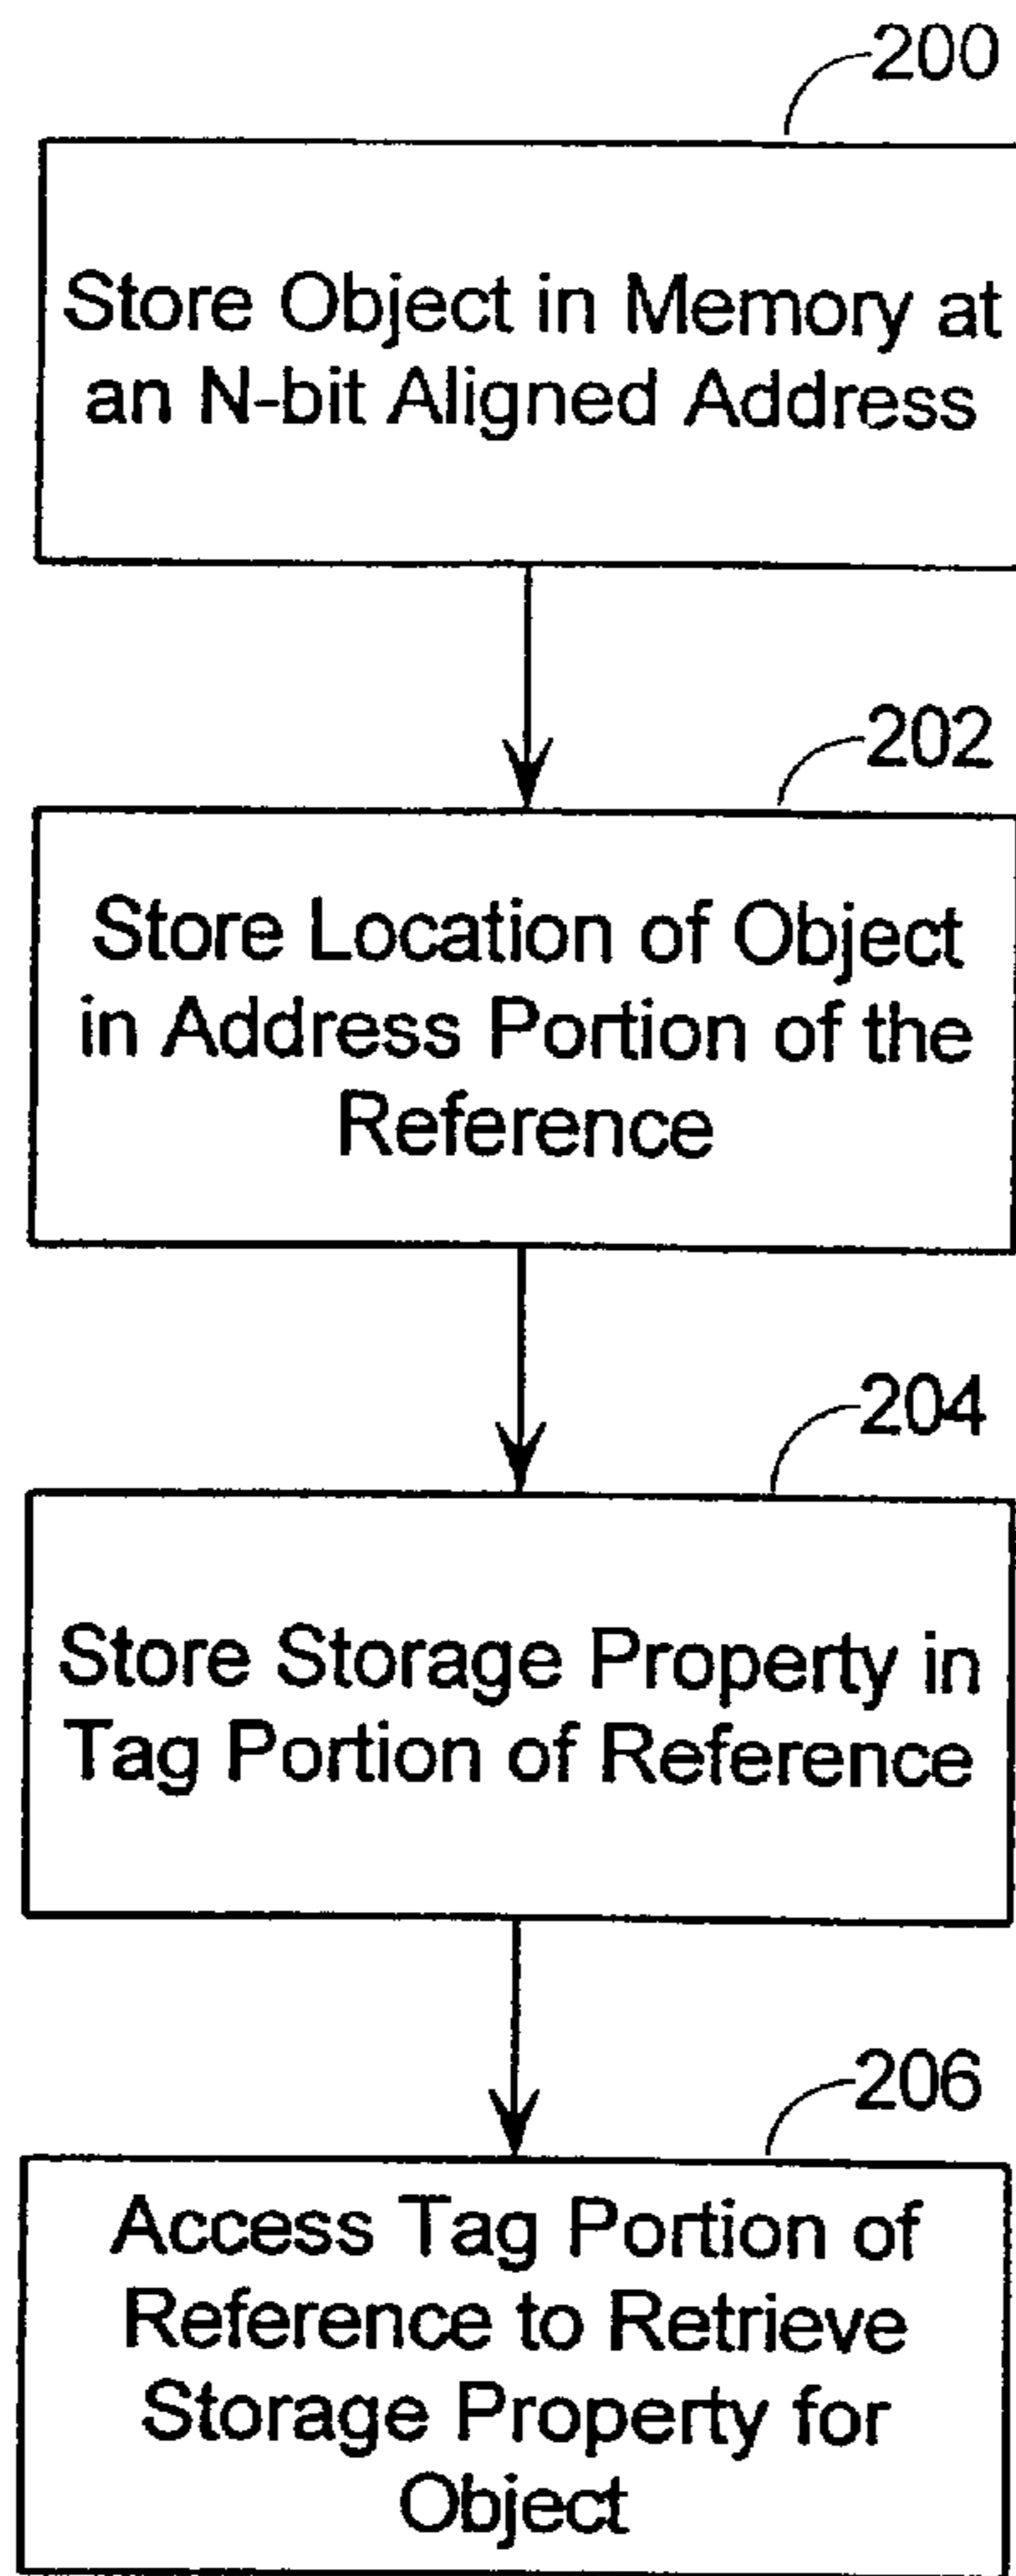 200
Store Object in Memory at
an N-bit Aligned Address
202
Store Location of Object
in Address Portion of the
Reference
204
Store Storage Property in
Tag Portion of Reference
206
Access Tag Portion of
Reference to Retrieve
Storage Property for
Object